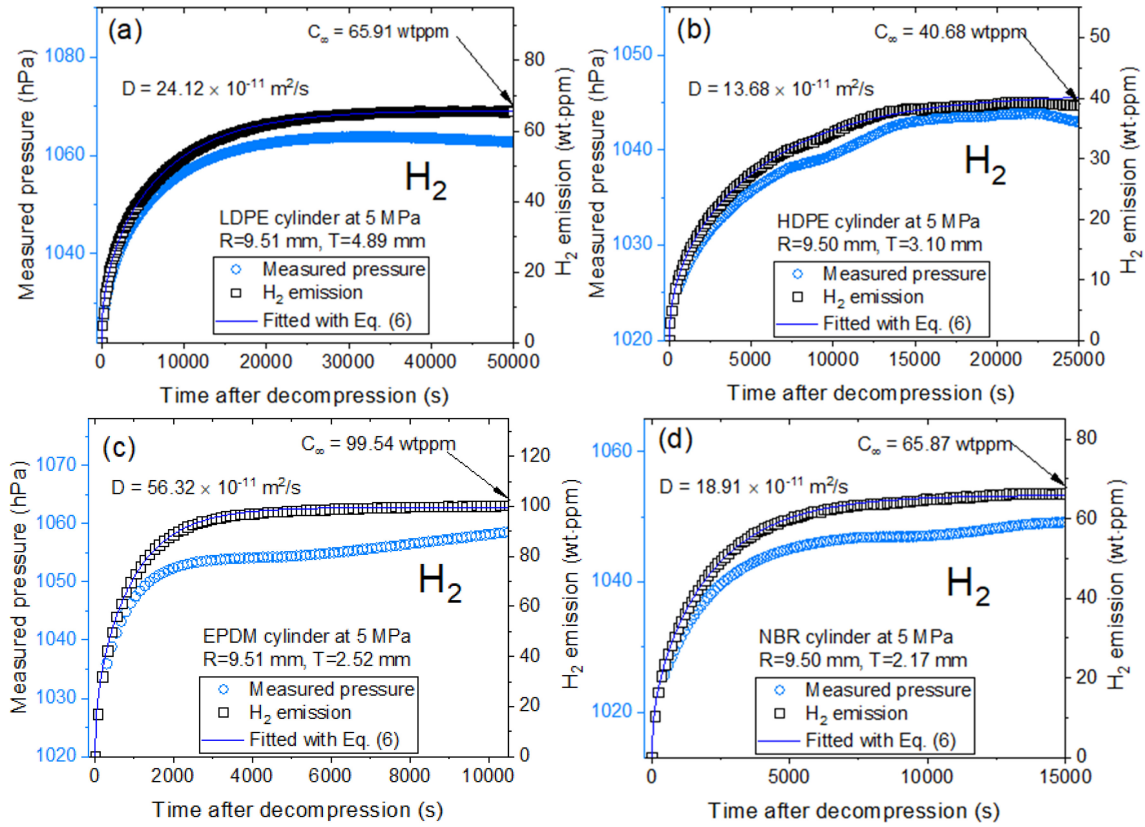 (a)
C∞ = 65.91 wtppm
D = 24.12 × 10⁻¹¹ m²/s
H₂
LDPE cylinder at 5 MPa
R=9.51 mm, T=4.89 mm
Measured pressure
H₂ emission
Fitted with Eq. (6)
Measured pressure (hPa)
1080
1060
1040
H₂ emission (wt·ppm)
80
60
40
20
0
0 10000 20000 30000 40000 50000
Time after decompression (s)
(b)
C∞ = 40.68 wtppm
D = 13.68 × 10⁻¹¹ m²/s
H₂
HDPE cylinder at 5 MPa
R=9.50 mm, T=3.10 mm
Measured pressure
H₂ emission
Fitted with Eq. (6)
Measured pressure (hPa)
1050
1040
1030
1020
H₂ emission (wt·ppm)
50
40
30
20
10
0
0 5000 10000 15000 20000 25000
Time after decompression (s)
(c)
C∞ = 99.54 wtppm
D = 56.32 × 10⁻¹¹ m²/s
H₂
EPDM cylinder at 5 MPa
R=9.51 mm, T=2.52 mm
Measured pressure
H₂ emission
Fitted with Eq. (6)
Measured pressure (hPa)
1070
1060
1050
1040
1030
1020
H₂ emission (wt·ppm)
120
100
80
60
40
20
0
0 2000 4000 6000 8000 10000
Time after decompression (s)
(d)
C∞ = 65.87 wtppm
D = 18.91 × 10⁻¹¹ m²/s
H₂
NBR cylinder at 5 MPa
R=9.50 mm, T=2.17 mm
Measured pressure
H₂ emission
Fitted with Eq. (6)
Measured pressure (hPa)
1060
1040
1020
H₂ emission (wt·ppm)
80
60
40
20
0
0 5000 10000 15000
Time after decompression (s)